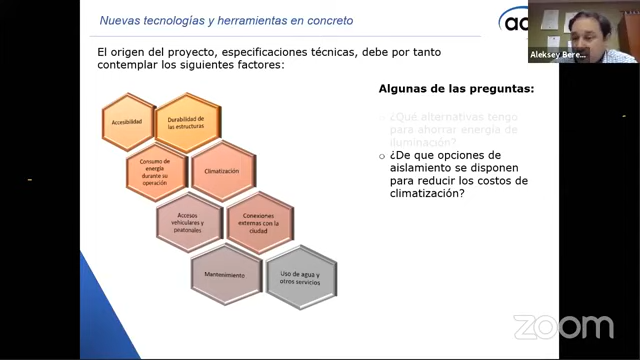 Nuevas tecnologías y herramientas en concreto
Aleksey Bere...
El origen del proyecto, especificaciones técnicas, debe por tanto
contemplar los siguientes factores:
Algunas de las preguntas:
¿Qué alternativas tengo
para ahorrar energía de
iluminación?
¿De que opciones de
aislamiento se disponen
para reducir los costos de
climatización?
Accesibilidad
Durabilidad de
las estructuras
Consumo de
energía
durante su
operación
Climatización
Accesos
vehiculares y
peatonales
Conexiones
externas con la
ciudad
Mantenimiento
Uso de agua y
otros servicios
zoom